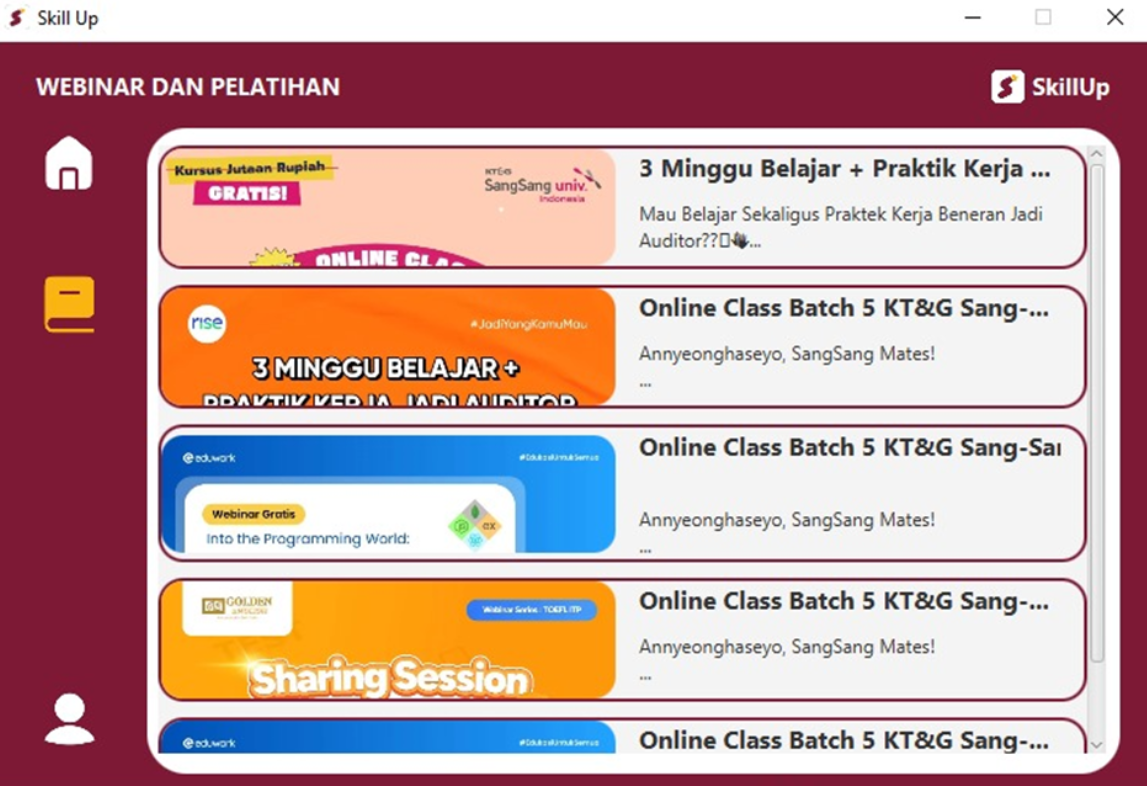 Skill Up
WEBINAR DAN PELATIHAN
SkillUp
Kursus Jutaan Rupiah
GRATIS!
KT&G
SangSang univ.
Indonesia
ONLINE CLAS
3 Minggu Belajar + Praktik Kerja ...
Mau Belajar Sekaligus Praktek Kerja Beneran Jadi
Auditor??▯👋...
rise
#JadiYangKamuMau
3 MINGGU BELAJAR +
PRAKTIK KERJA JADI AUDITOR
Online Class Batch 5 KT&G Sang-...
Annyeonghaseyo, SangSang Mates!
...
eduwork
#EdukasiUntukSemua
Webinar Gratis
Into the Programming World:
ex
Online Class Batch 5 KT&G Sang-Sar
Annyeonghaseyo, SangSang Mates!
...
GOLDEN
Webinar Series : TOEFL ITP
Sharing Session
Online Class Batch 5 KT&G Sang-...
Annyeonghaseyo, SangSang Mates!
...
eduwork
#EdukasiUntukSemua
Online Class Batch 5 KT&G Sang-...